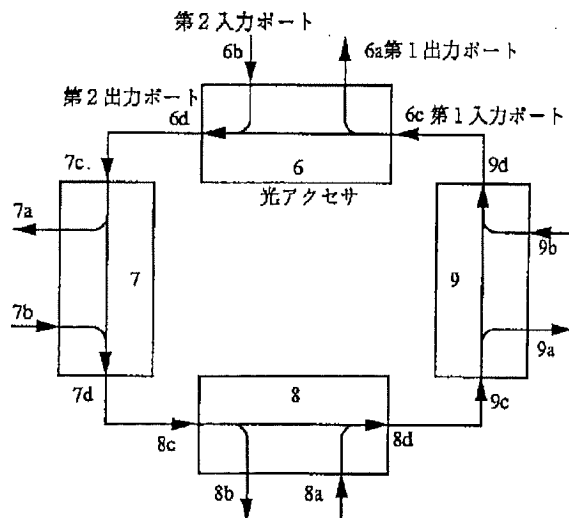 第2入力ポート
6b
6a第1出力ポート
第2出力ポート
6d
6c 第1入力ポート
7c.
6
9d
光アクセサ
7a
7
9
9b
7b
9a
7d
8
9c
8c
8d
8b
8a